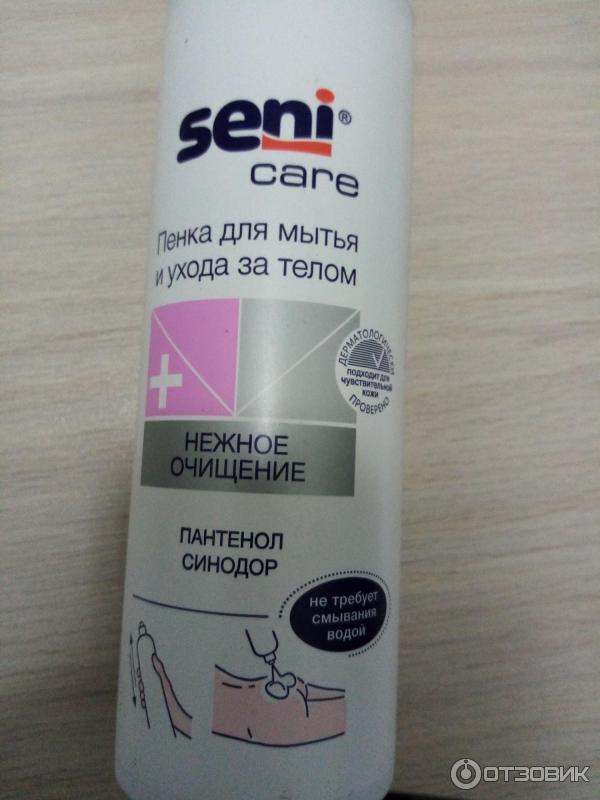 seni®
care
Пенка для мытья
и ухода за телом
ДЕРМАТОЛОГИЧЕСКИ
подходит для
чувствительной
кожи
ПРОВЕРЕНО
НЕЖНОЕ
ОЧИЩЕНИЕ
ПАНТЕНОЛ
СИНОДОР
не требует
смывания
водой
ОТЗОВИК